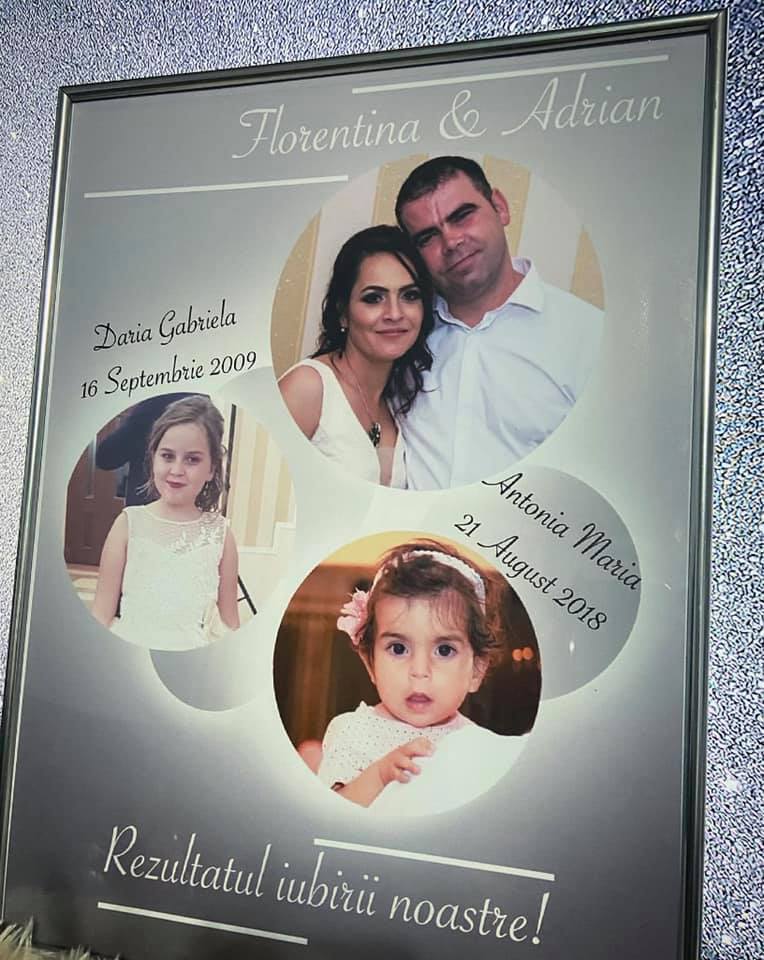 Florentina & Adrian
Daria Gabriela
16 Septembrie 2009
Antonia Maria
21 August 2018
Rezultatul iubirii noastre!